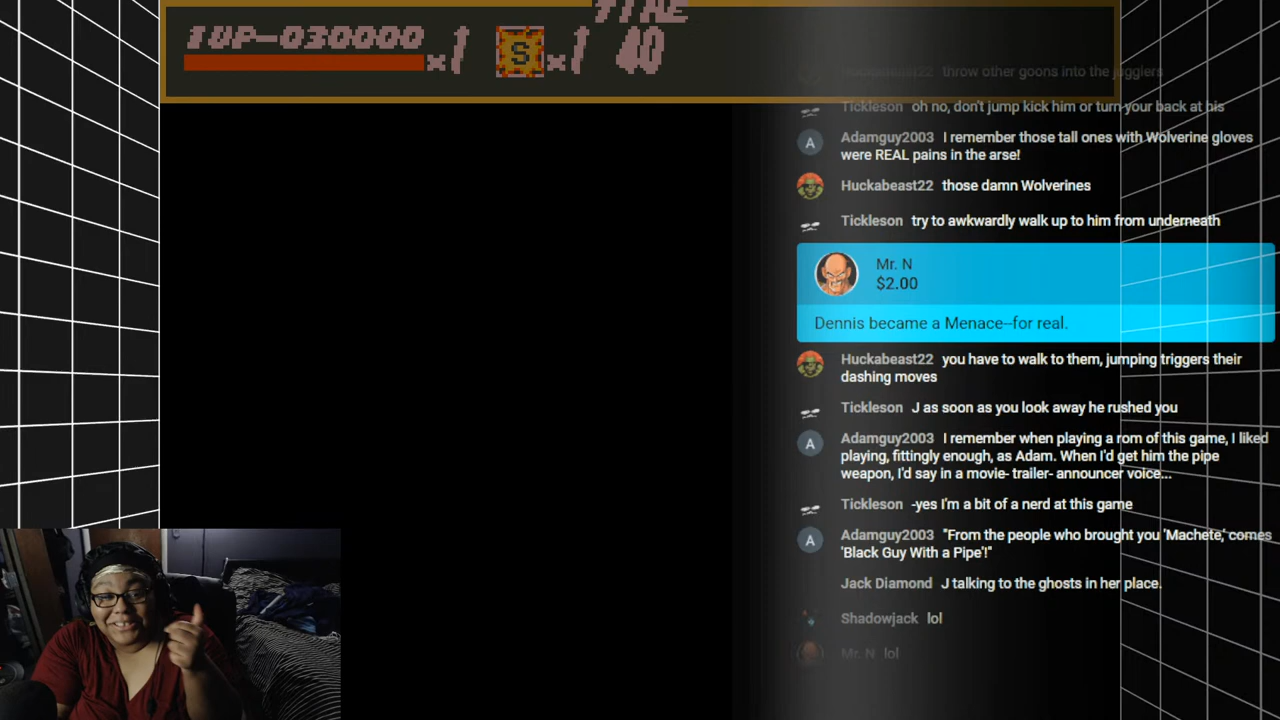 TIME
1UP-030000 ×1 S ×1 40
Huckabeast22 throw other goons into the jugglers
Tickleson oh no, don't jump kick him or turn your back at his
A Adamguy2003 I remember those tall ones with Wolverine gloves
were REAL pains in the arse!
Huckabeast22 those damn Wolverines
Tickleson try to awkwardly walk up to him from underneath
Mr. N
$2.00
Dennis became a Menace--for real.
Huckabeast22 you have to walk to them, jumping triggers their
dashing moves
Tickleson J as soon as you look away he rushed you
A Adamguy2003 I remember when playing a rom of this game, I liked
playing, fittingly enough, as Adam. When I'd get him the pipe
weapon, I'd say in a movie- trailer- announcer voice...
Tickleson -yes I'm a bit of a nerd at this game
A Adamguy2003 "From the people who brought you 'Machete,' comes
'Black Guy With a Pipe'!"
Jack Diamond J talking to the ghosts in her place.
Shadowjack lol
Mr. N lol